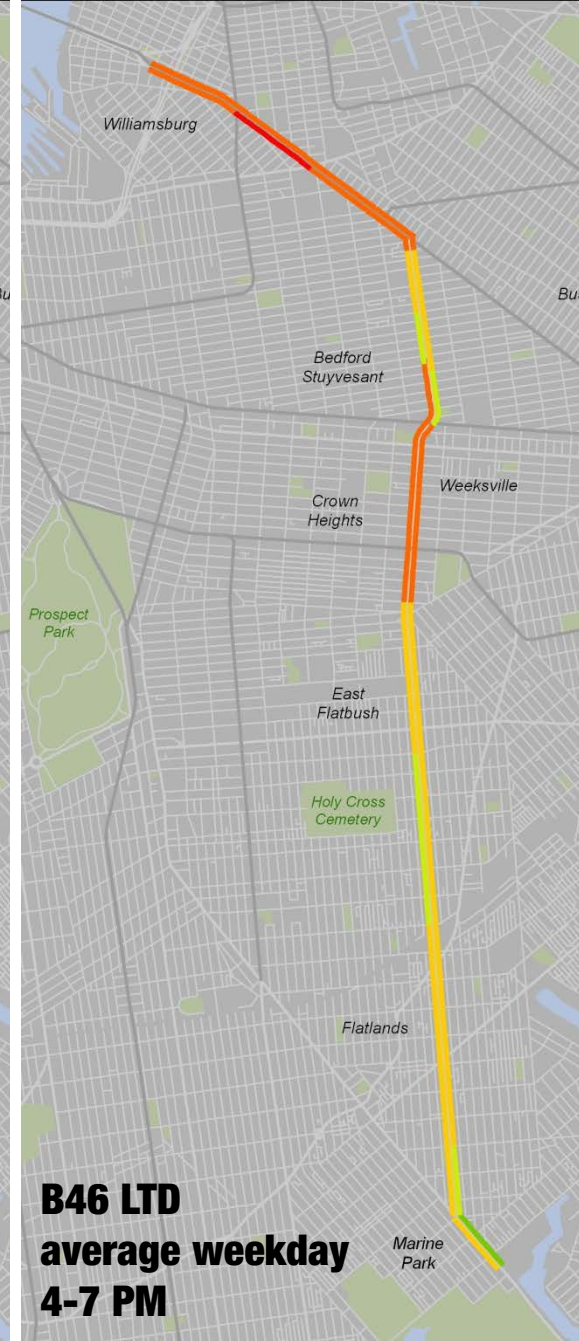 Williamsburg
Bedford
Stuyvesant
Weeksville
Crown
Heights
Prospect
Park
East
Flatbush
Holy Cross
Cemetery
Flatlands
B46 LTD
average weekday
4-7 PM
Marine
Park